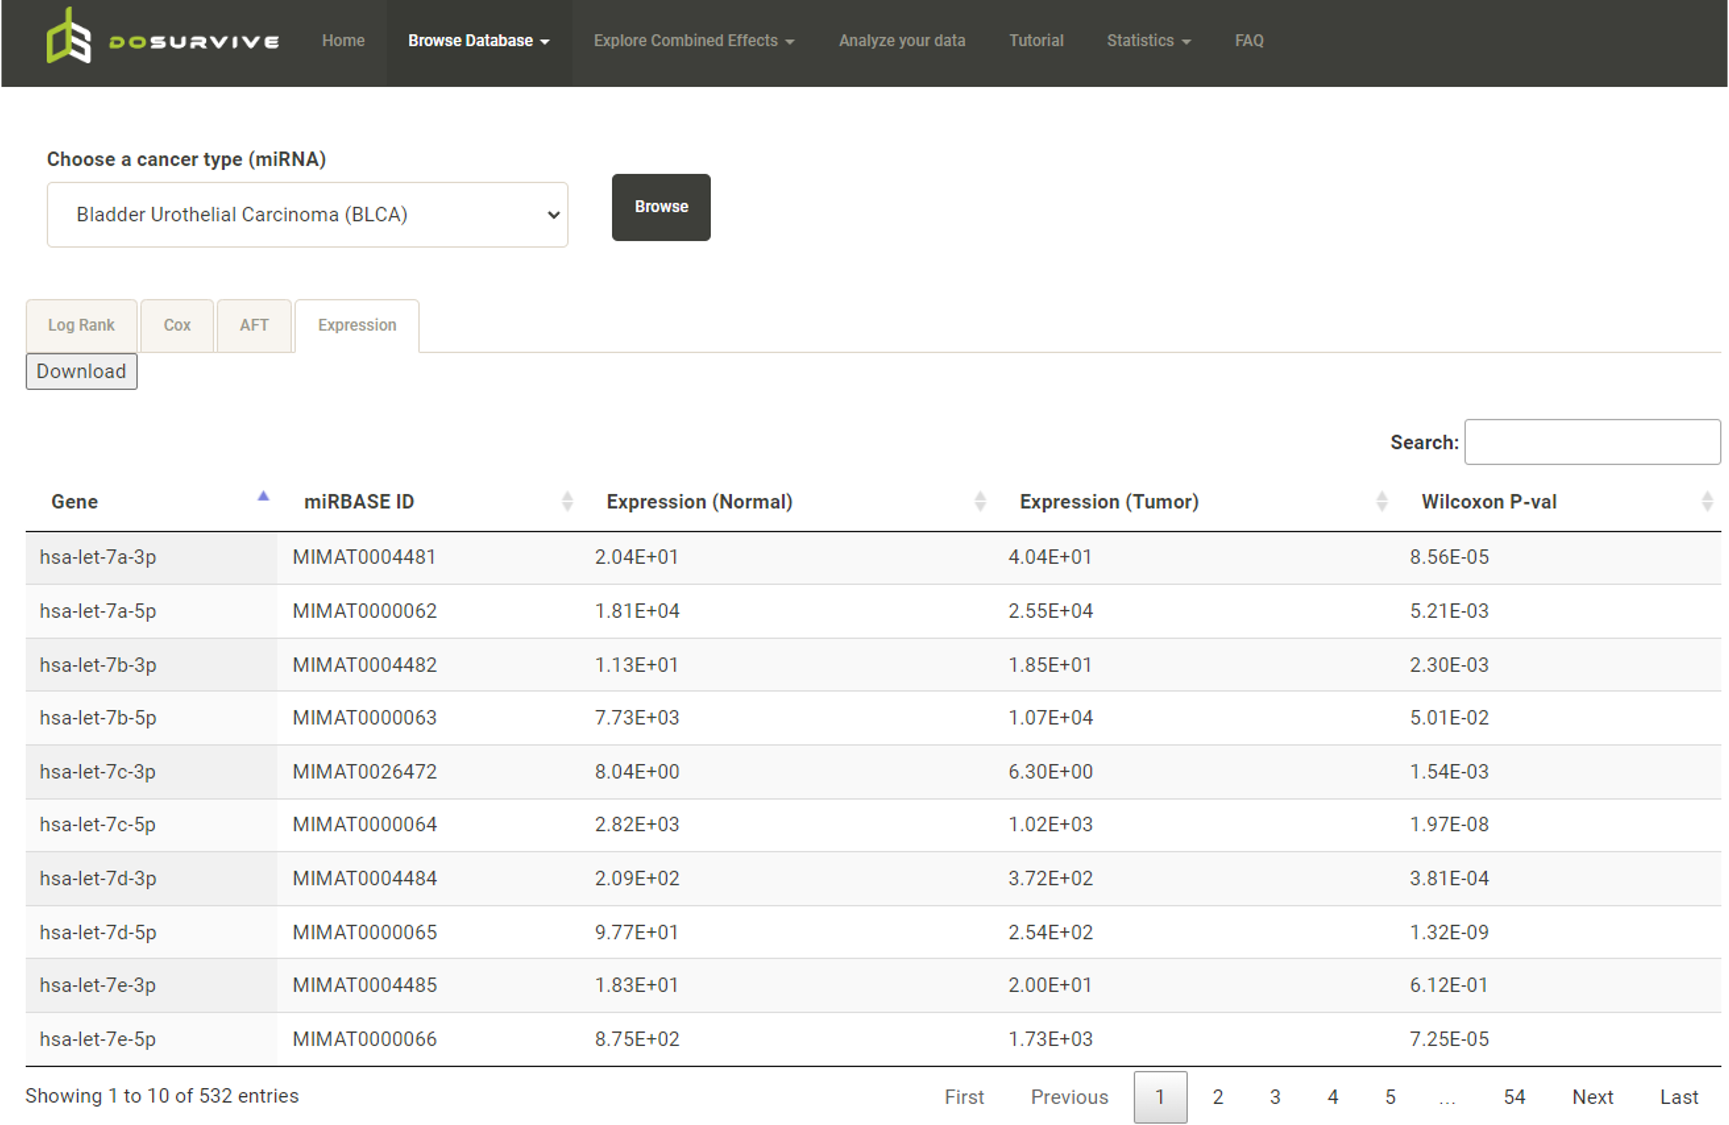 DOSURVIVE Home Browse Database Explore Combined Effects Analyze your data Tutorial Statistics FAQ
Choose a cancer type (miRNA)
Bladder Urothelial Carcinoma (BLCA) Browse
Log Rank Cox AFT Expression
Download
Search:
Gene miRBASE ID Expression (Normal) Expression (Tumor) Wilcoxon P-val
hsa-let-7a-3p MIMAT0004481 2.04E+01 4.04E+01 8.56E-05
hsa-let-7a-5p MIMAT0000062 1.81E+04 2.55E+04 5.21E-03
hsa-let-7b-3p MIMAT0004482 1.13E+01 1.85E+01 2.30E-03
hsa-let-7b-5p MIMAT0000063 7.73E+03 1.07E+04 5.01E-02
hsa-let-7c-3p MIMAT0026472 8.04E+00 6.30E+00 1.54E-03
hsa-let-7c-5p MIMAT0000064 2.82E+03 1.02E+03 1.97E-08
hsa-let-7d-3p MIMAT0004484 2.09E+02 3.72E+02 3.81E-04
hsa-let-7d-5p MIMAT0000065 9.77E+01 2.54E+02 1.32E-09
hsa-let-7e-3p MIMAT0004485 1.83E+01 2.00E+01 6.12E-01
hsa-let-7e-5p MIMAT0000066 8.75E+02 1.73E+03 7.25E-05
Showing 1 to 10 of 532 entries First Previous 1 2 3 4 5 ... 54 Next Last